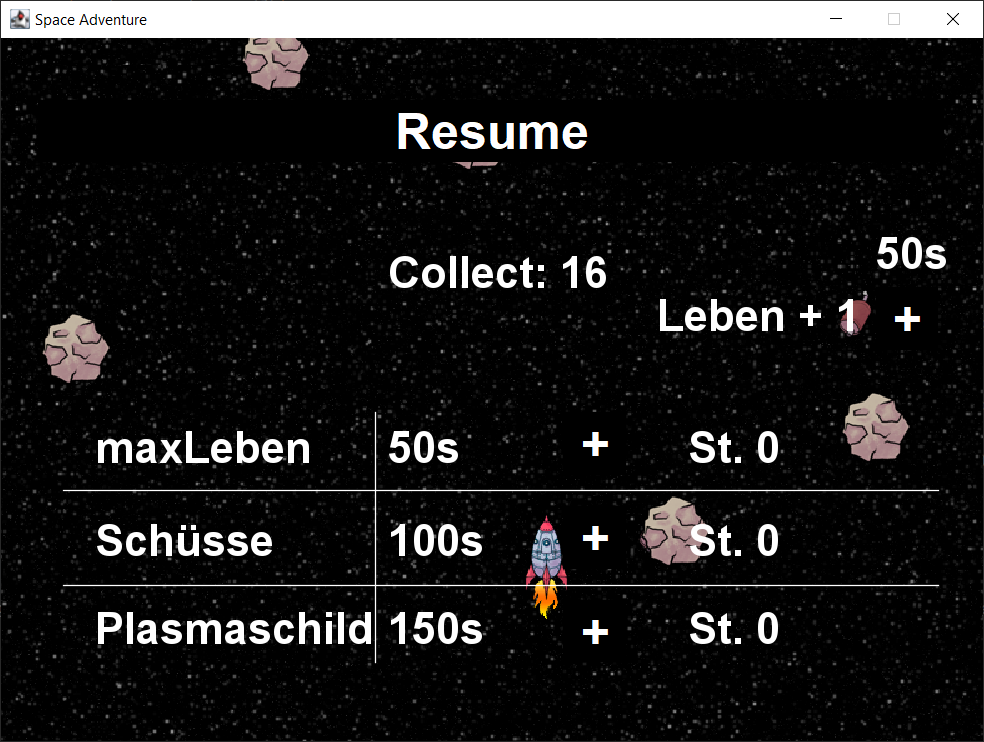 Space Adventure
Resume
50s
Collect: 16
Leben + 1 +
maxLeben 50s + St. 0
Schüsse 100s + St. 0
Plasmaschild 150s + St. 0